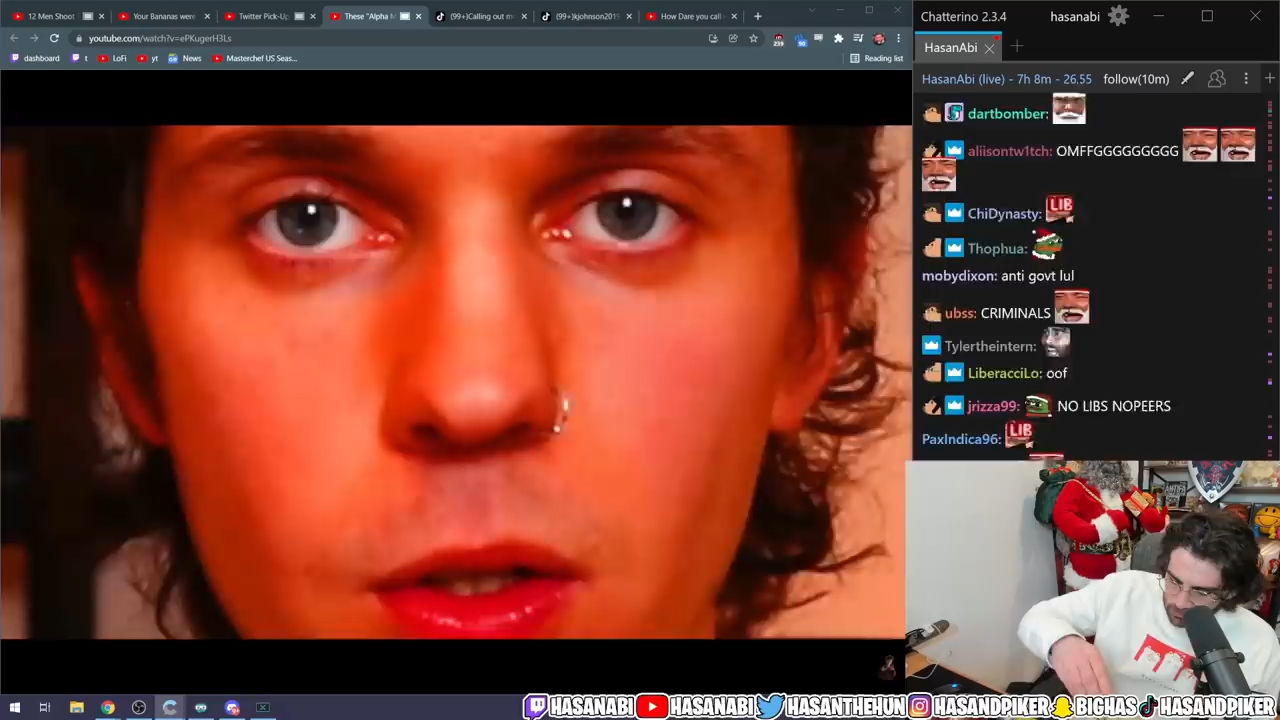 12 Men Shoot
Your Bananas were
Twitter Pick-Up
These "Alpha M
(99+)Calling out m
(99+)kjohnson201
How Dare you call
youtube.com/watch?v=ePKugerH3Ls
239
90
dashboard
t
LoFi
yt
News
Masterchef US Seas...
Reading list
Chatterino 2.3.4
hasanabi
HasanAbi
HasanAbi (live) - 7h 8m - 26.55
follow(10m)
dartbomber:
aliisontw1tch: OMFFGGGGGGGGG
ChiDynasty: LIB
Thophua:
mobydixon: anti govt lul
ubss: CRIMINALS
Tylertheintern:
LiberacciLo: oof
jrizza99: NO LIBS NOPEERS
PaxIndica96: LIB
HASANABI HASANABI HASANTHEHUN HASANDPIKER BIGHAS HASANDPIKER